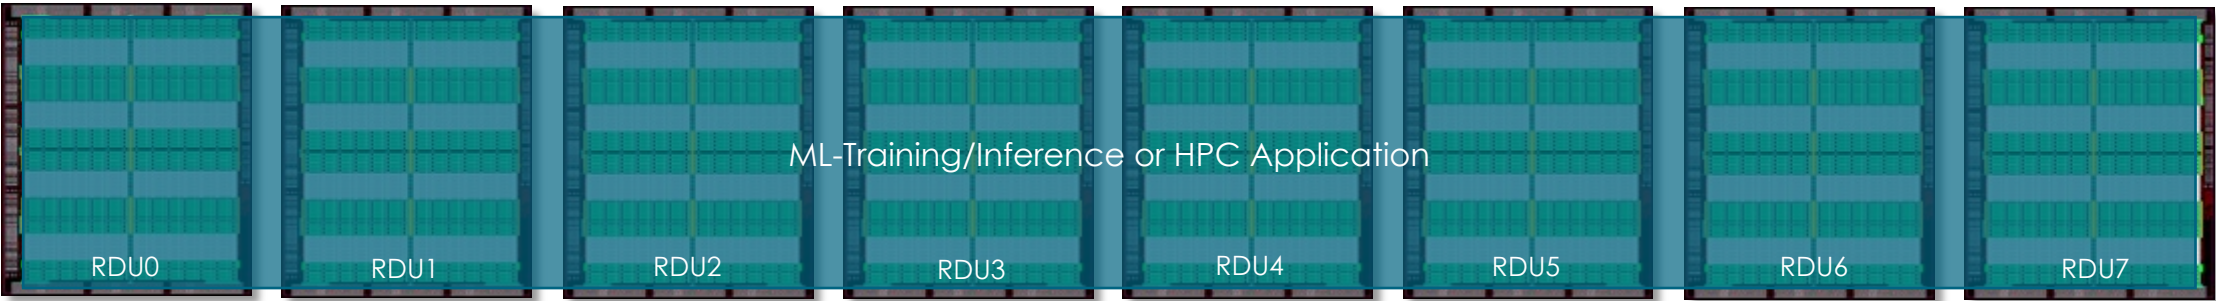 ML-Training/Inference or HPC Application
RDU0
RDU1
RDU2
RDU3
RDU4
RDU5
RDU6
RDU7